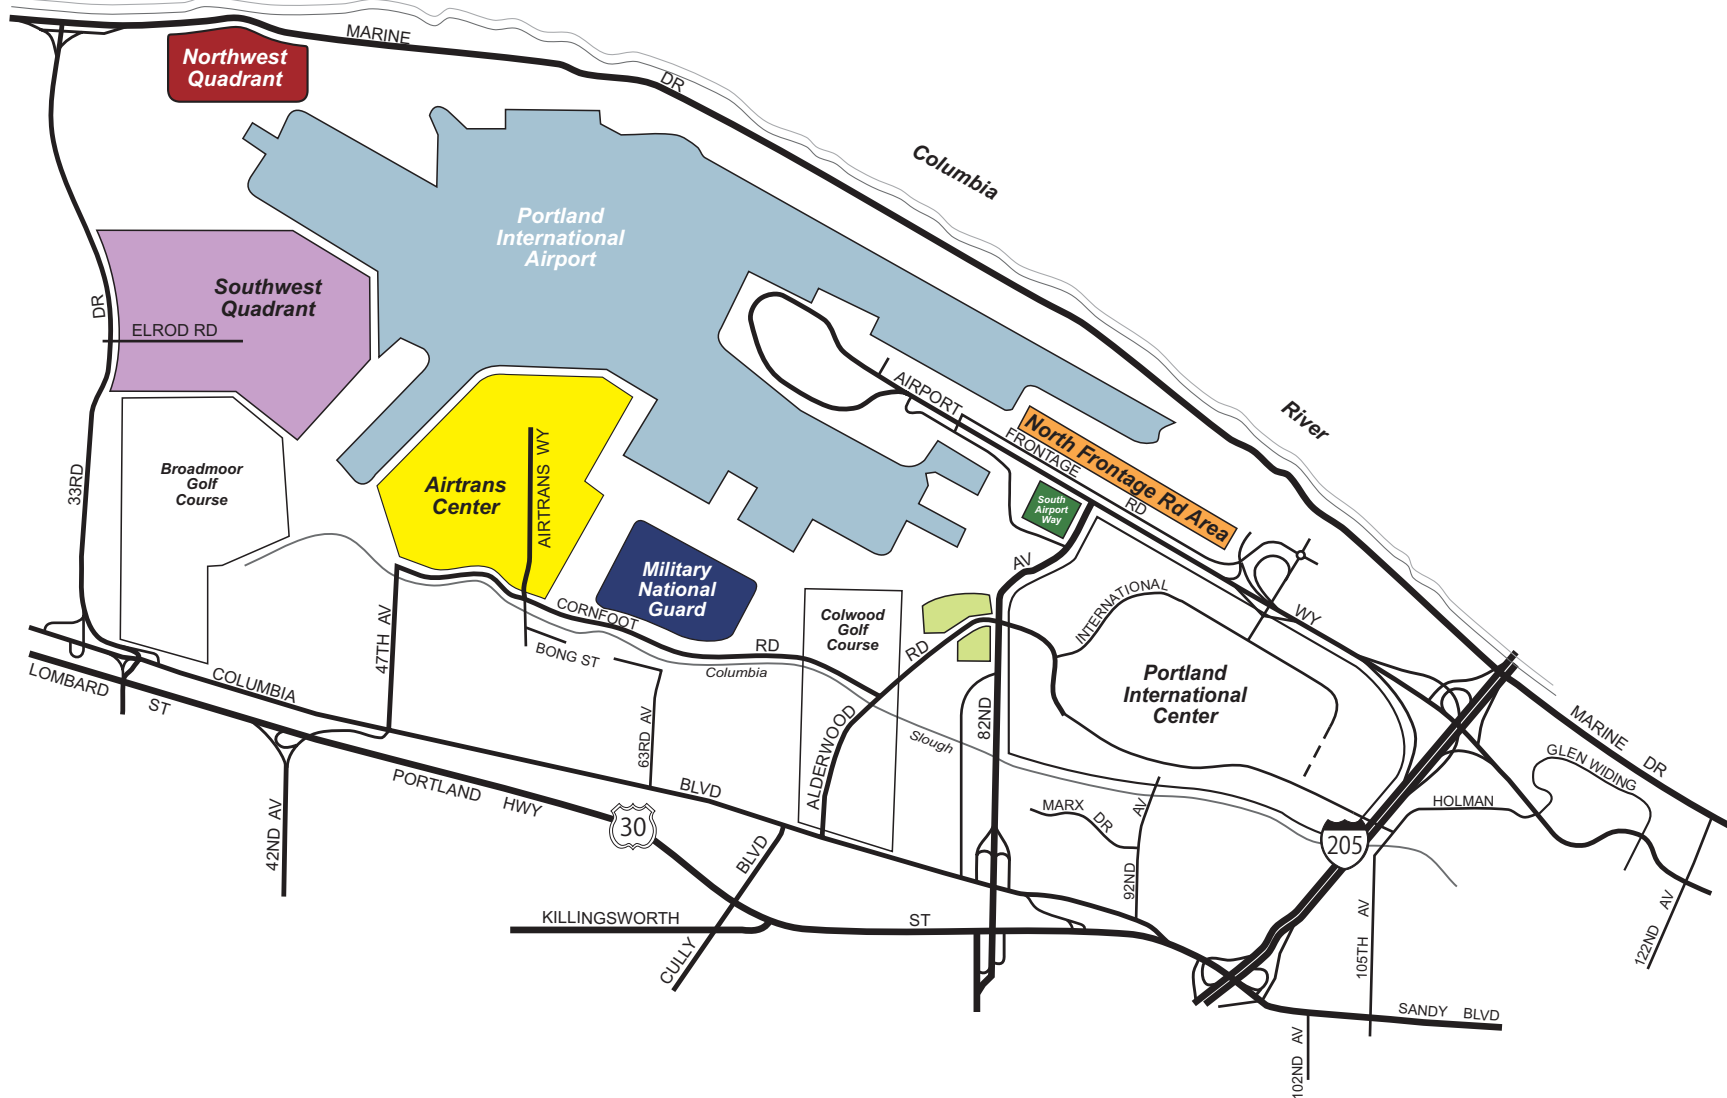 MARINE
DR
Northwest
Quadrant
Columbia
River
Portland
International
Airport
Southwest
Quadrant
DR
ELROD RD
33RD
Broadmoor
Golf
Course
Airtrans
Center
AIRTRANS WY
AIRPORT
FRONTAGE
RD
North Frontage Rd Area
South
Airport
Way
AV
Military
National
Guard
CORNFOOT
RD
Colwood
Golf
Course
RD
INTERNATIONAL
WY
47TH AV
BONG ST
Columbia
Slough
Portland
International
Center
LOMBARD
ST
COLUMBIA
63RD AV
ALDERWOOD
82ND
MARINE
DR
GLEN WIDING
HOLMAN
BLVD
PORTLAND
HWY
30
42ND AV
MARX
DR
AV
92ND
205
BLVD
CULLY
KILLINGSWORTH
ST
105TH AV
122ND AV
SANDY BLVD
102ND AV